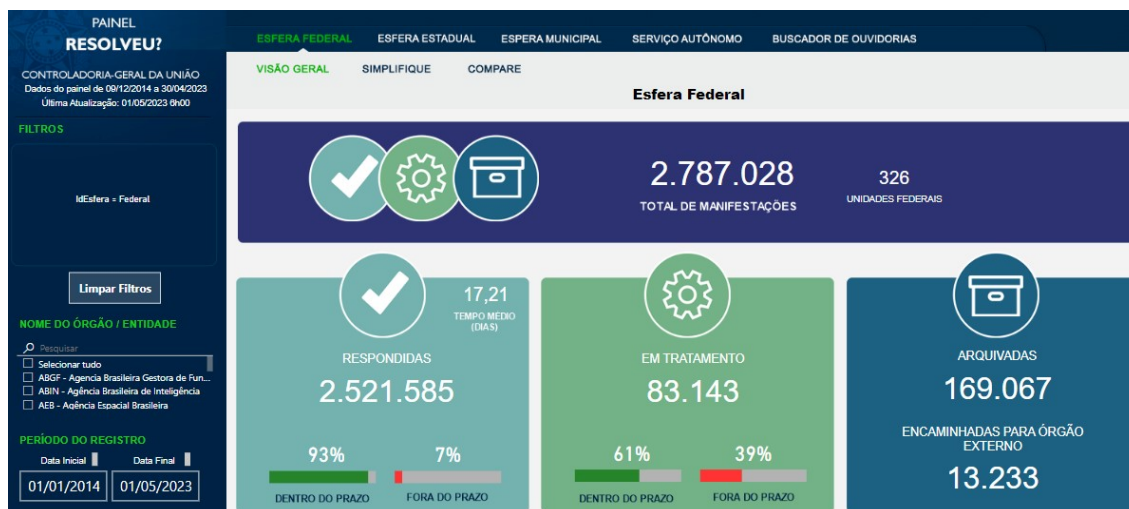 PAINEL
RESOLVEU?
CONTROLADORIA-GERAL DA UNIÃO
Dados do painel de 09/12/2014 a 30/04/2023
Última Atualização: 01/05/2023 6h00
FILTROS
IdEsfera = Federal
Limpar Filtros
NOME DO ÓRGÃO / ENTIDADE
Pesquisar
Selecionar tudo
ABGF - Agencia Brasileira Gestora de Fun...
ABIN - Agência Brasileira de Inteligência
AEB - Agência Espacial Brasileira
PERÍODO DO REGISTRO
Data Inicial Data Final
01/01/2014 01/05/2023
ESFERA FEDERAL ESFERA ESTADUAL ESPERA MUNICIPAL SERVIÇO AUTÔNOMO BUSCADOR DE OUVIDORIAS
VISÃO GERAL SIMPLIFIQUE COMPARE
Esfera Federal
2.787.028
TOTAL DE MANIFESTAÇÕES
326
UNIDADES FEDERAIS
17,21
TEMPO MÉDIO
(DIAS)
RESPONDIDAS
2.521.585
93% 7%
DENTRO DO PRAZO FORA DO PRAZO
EM TRATAMENTO
83.143
61% 39%
DENTRO DO PRAZO FORA DO PRAZO
ARQUIVADAS
169.067
ENCAMINHADAS PARA ÓRGÃO
EXTERNO
13.233